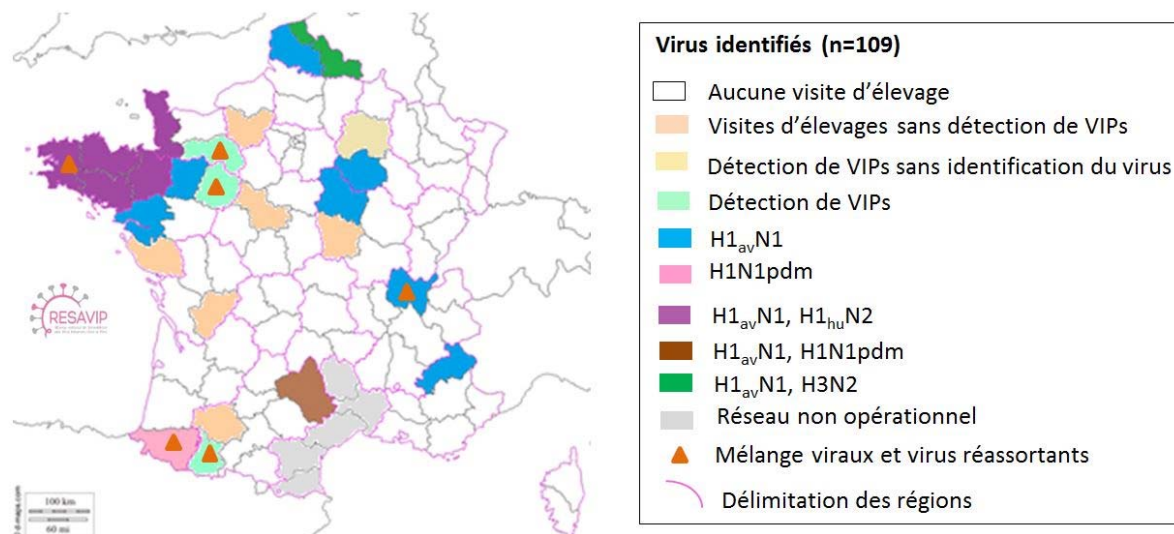 RESAVIP
100 km
60 mi
Virus identifiés (n=109)
Aucune visite d'élevage
Visites d'élevages sans détection de VIPs
Détection de VIPs sans identification du virus
Détection de VIPs
H1avN1
H1N1pdm
H1avN1, H1huN2
H1avN1, H1N1pdm
H1avN1, H3N2
Réseau non opérationnel
Mélange viraux et virus réassortants
Délimitation des régions